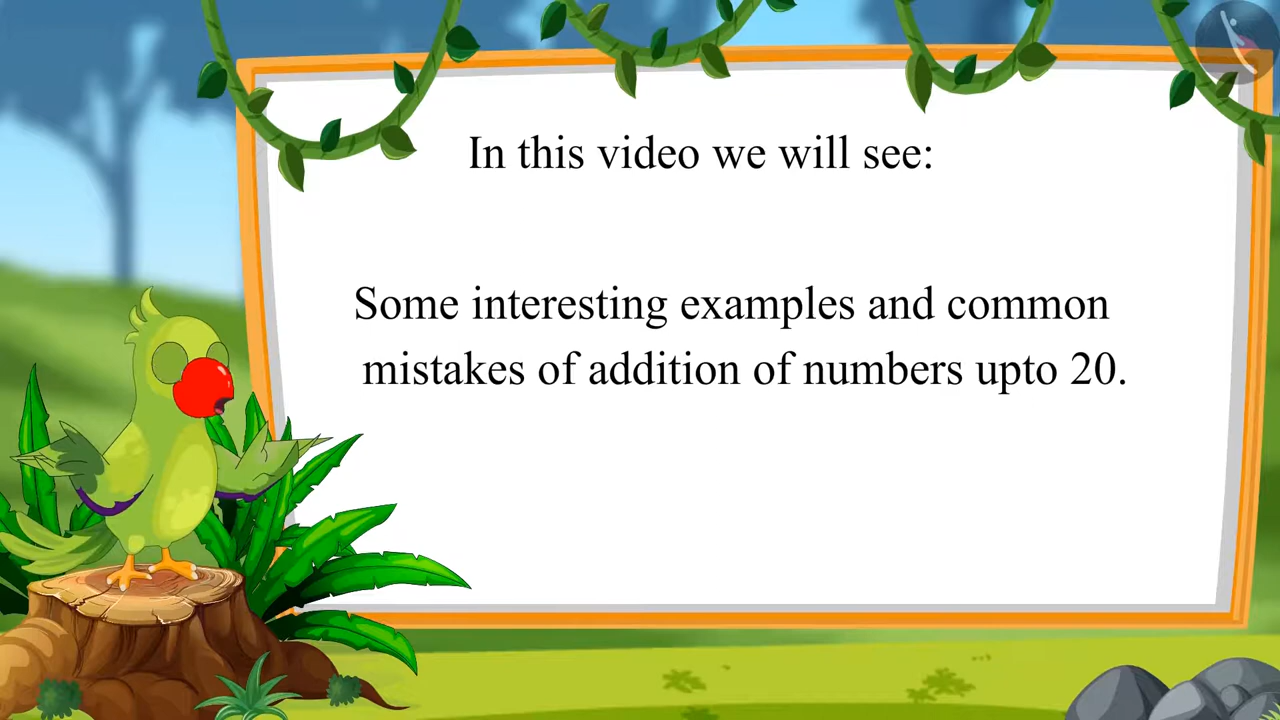 In this video we will see:
Some interesting examples and common
mistakes of addition of numbers upto 20.